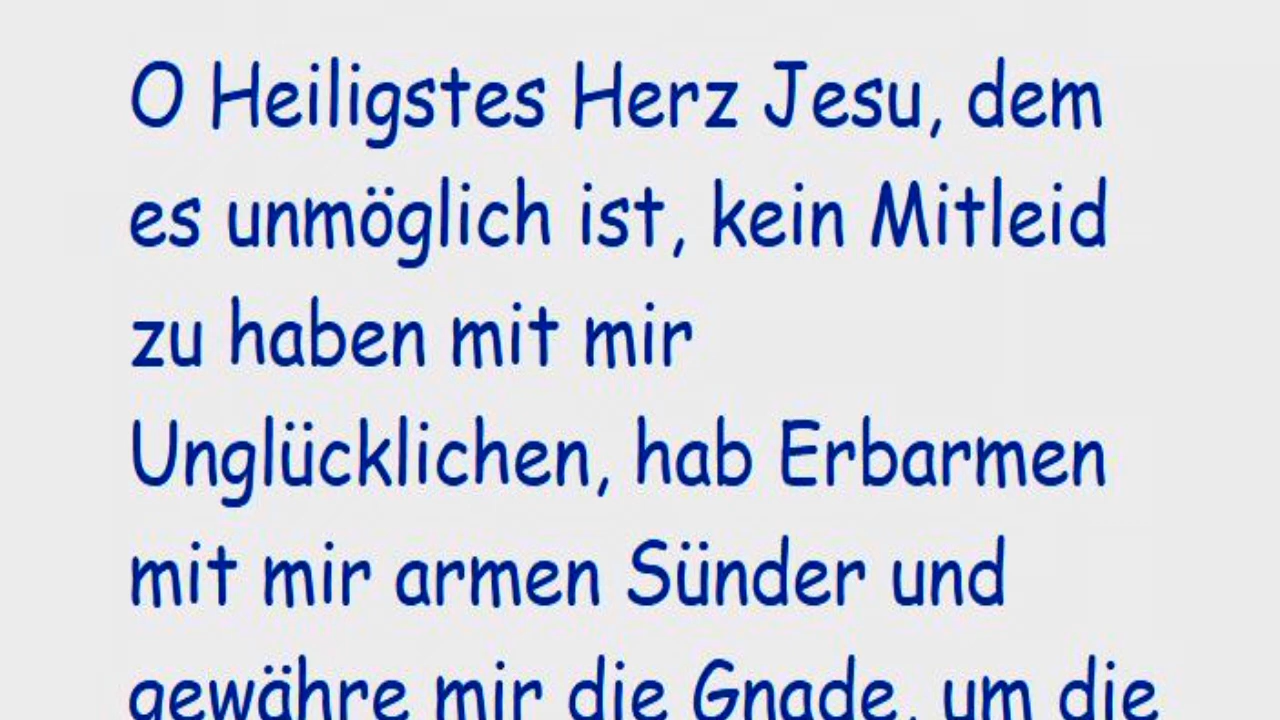 O Heiligstes Herz Jesu, dem
es unmöglich ist, kein Mitleid
zu haben mit mir
Unglücklichen, hab Erbarmen
mit mir armen Sünder und
gewähre mir die Gnade, um die